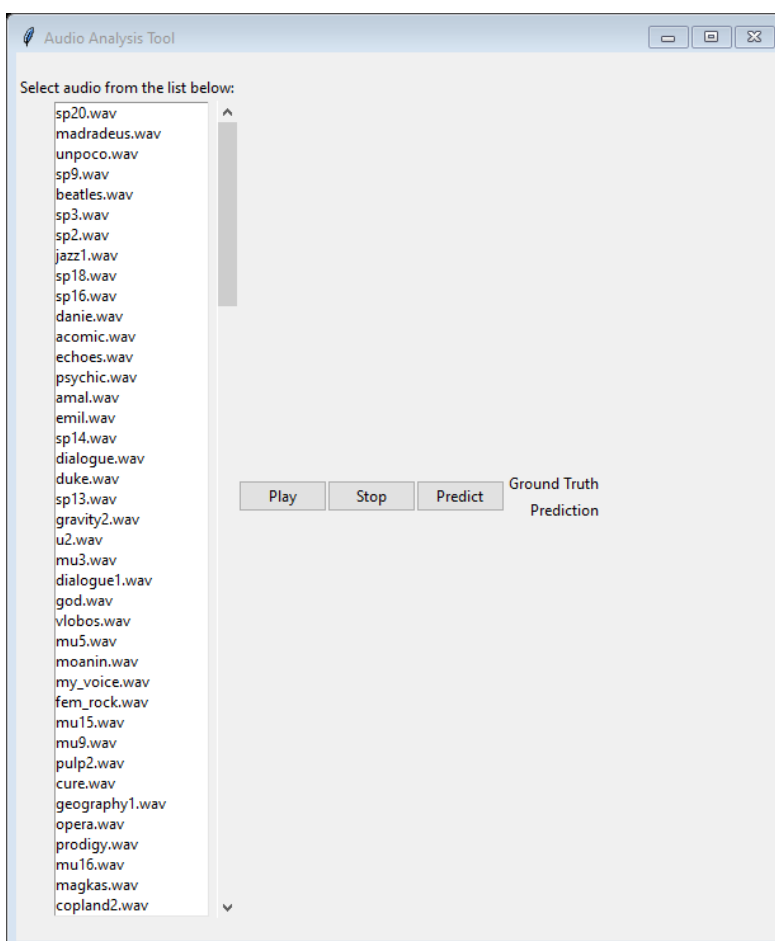 Audio Analysis Tool
Select audio from the list below:
sp20.wav
madradeus.wav
unpoco.wav
sp9.wav
beatles.wav
sp3.wav
sp2.wav
jazz1.wav
sp18.wav
sp16.wav
danie.wav
acomic.wav
echoes.wav
psychic.wav
amal.wav
emil.wav
sp14.wav
dialogue.wav
duke.wav
sp13.wav
gravity2.wav
u2.wav
mu3.wav
dialogue1.wav
god.wav
vlobos.wav
mu5.wav
moanin.wav
my_voice.wav
fem_rock.wav
mu15.wav
mu9.wav
pulp2.wav
cure.wav
geography1.wav
opera.wav
prodigy.wav
mu16.wav
magkas.wav
copland2.wav
Play Stop Predict
Ground Truth
Prediction